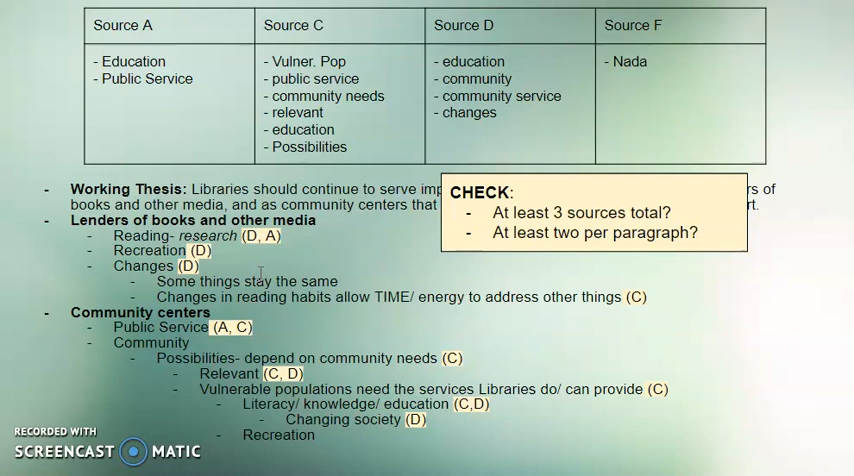 Source A
Source C
Source D
Source F
- Education
- Public Service
- Vulner. Pop
- public service
- community needs
- relevant
- education
- Possibilities
- education
- community
- community service
- changes
- Nada
- Working Thesis: Libraries should continue to serve imp rs of
books and other media, and as community centers that rt.
CHECK:
- At least 3 sources total?
- At least two per paragraph?
- Lenders of books and other media
- Reading- research (D, A)
- Recreation (D)
- Changes (D)
- Some things stay the same
- Changes in reading habits allow TIME/ energy to address other things (C)
- Community centers
- Public Service (A, C)
- Community
- Possibilities- depend on community needs (C)
- Relevant (C, D)
- Vulnerable populations need the services Libraries do/ can provide (C)
- Literacy/ knowledge/ education (C,D)
- Changing society (D)
- Recreation
RECORDED WITH
SCREENCAST MATIC